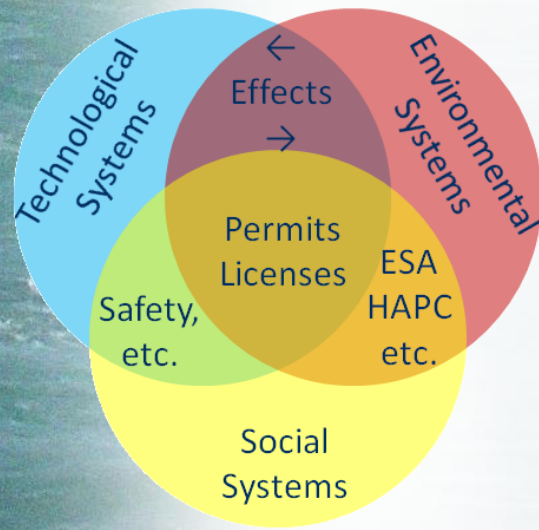 Technological
Systems
←
Effects
→
Environmental
Systems
Permits
Licenses
Safety,
etc.
ESA
HAPC
etc.
Social
Systems